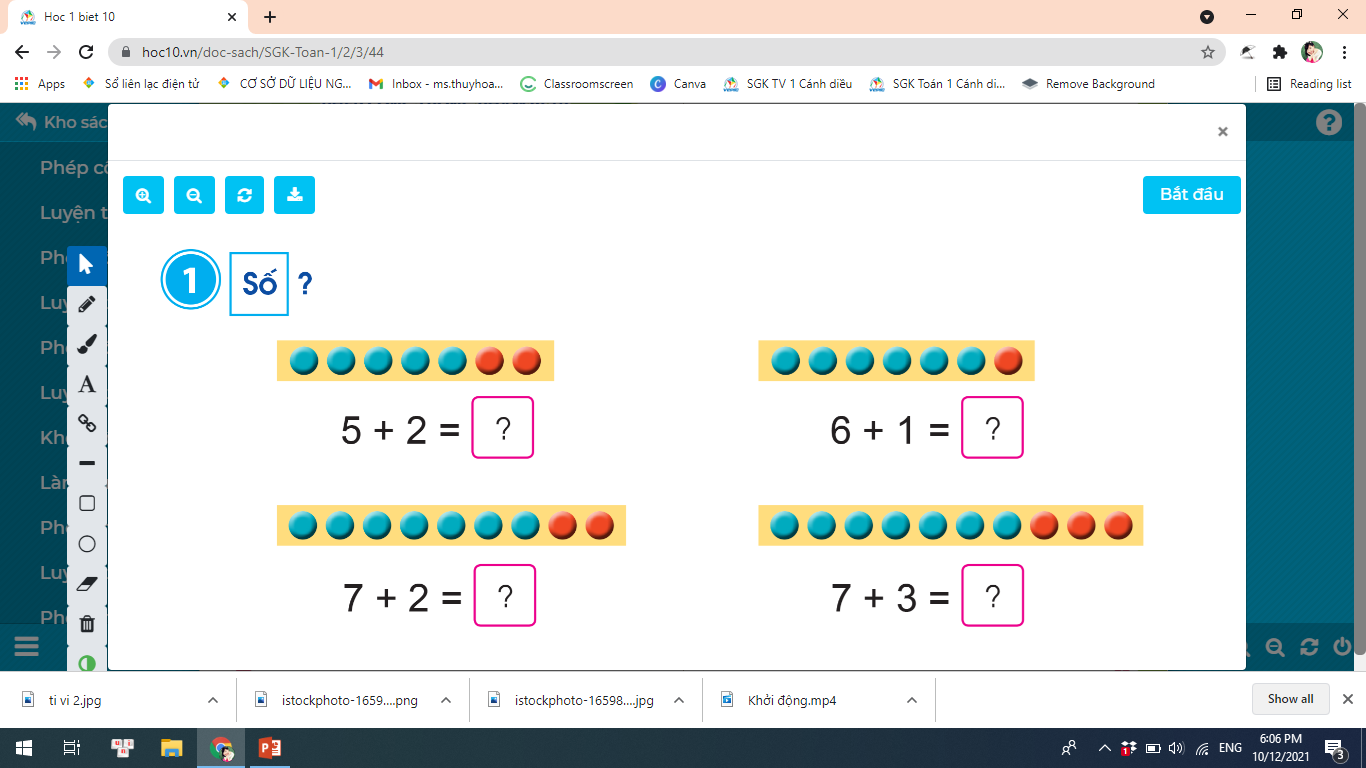 Hoc 1 biet 10
hoc10.vn/doc-sach/SGK-Toan-1/2/3/44
Apps Sổ liên lạc điện tử CƠ SỞ DỮ LIỆU NG... Inbox - ms.thuyhoa... Classroomscreen Canva SGK TV 1 Cánh diều SGK Toán 1 Cánh di... Remove Background Reading list
Kho sác
Phép c
Luyện t
Bắt đầu
A
1 Số ?
5 + 2 = ?
6 + 1 = ?
7 + 2 = ?
7 + 3 = ?
ti vi 2.jpg istockphoto-1659....png istockphoto-16598....jpg Khởi động.mp4 Show all
ENG
6:06 PM
10/12/2021
3